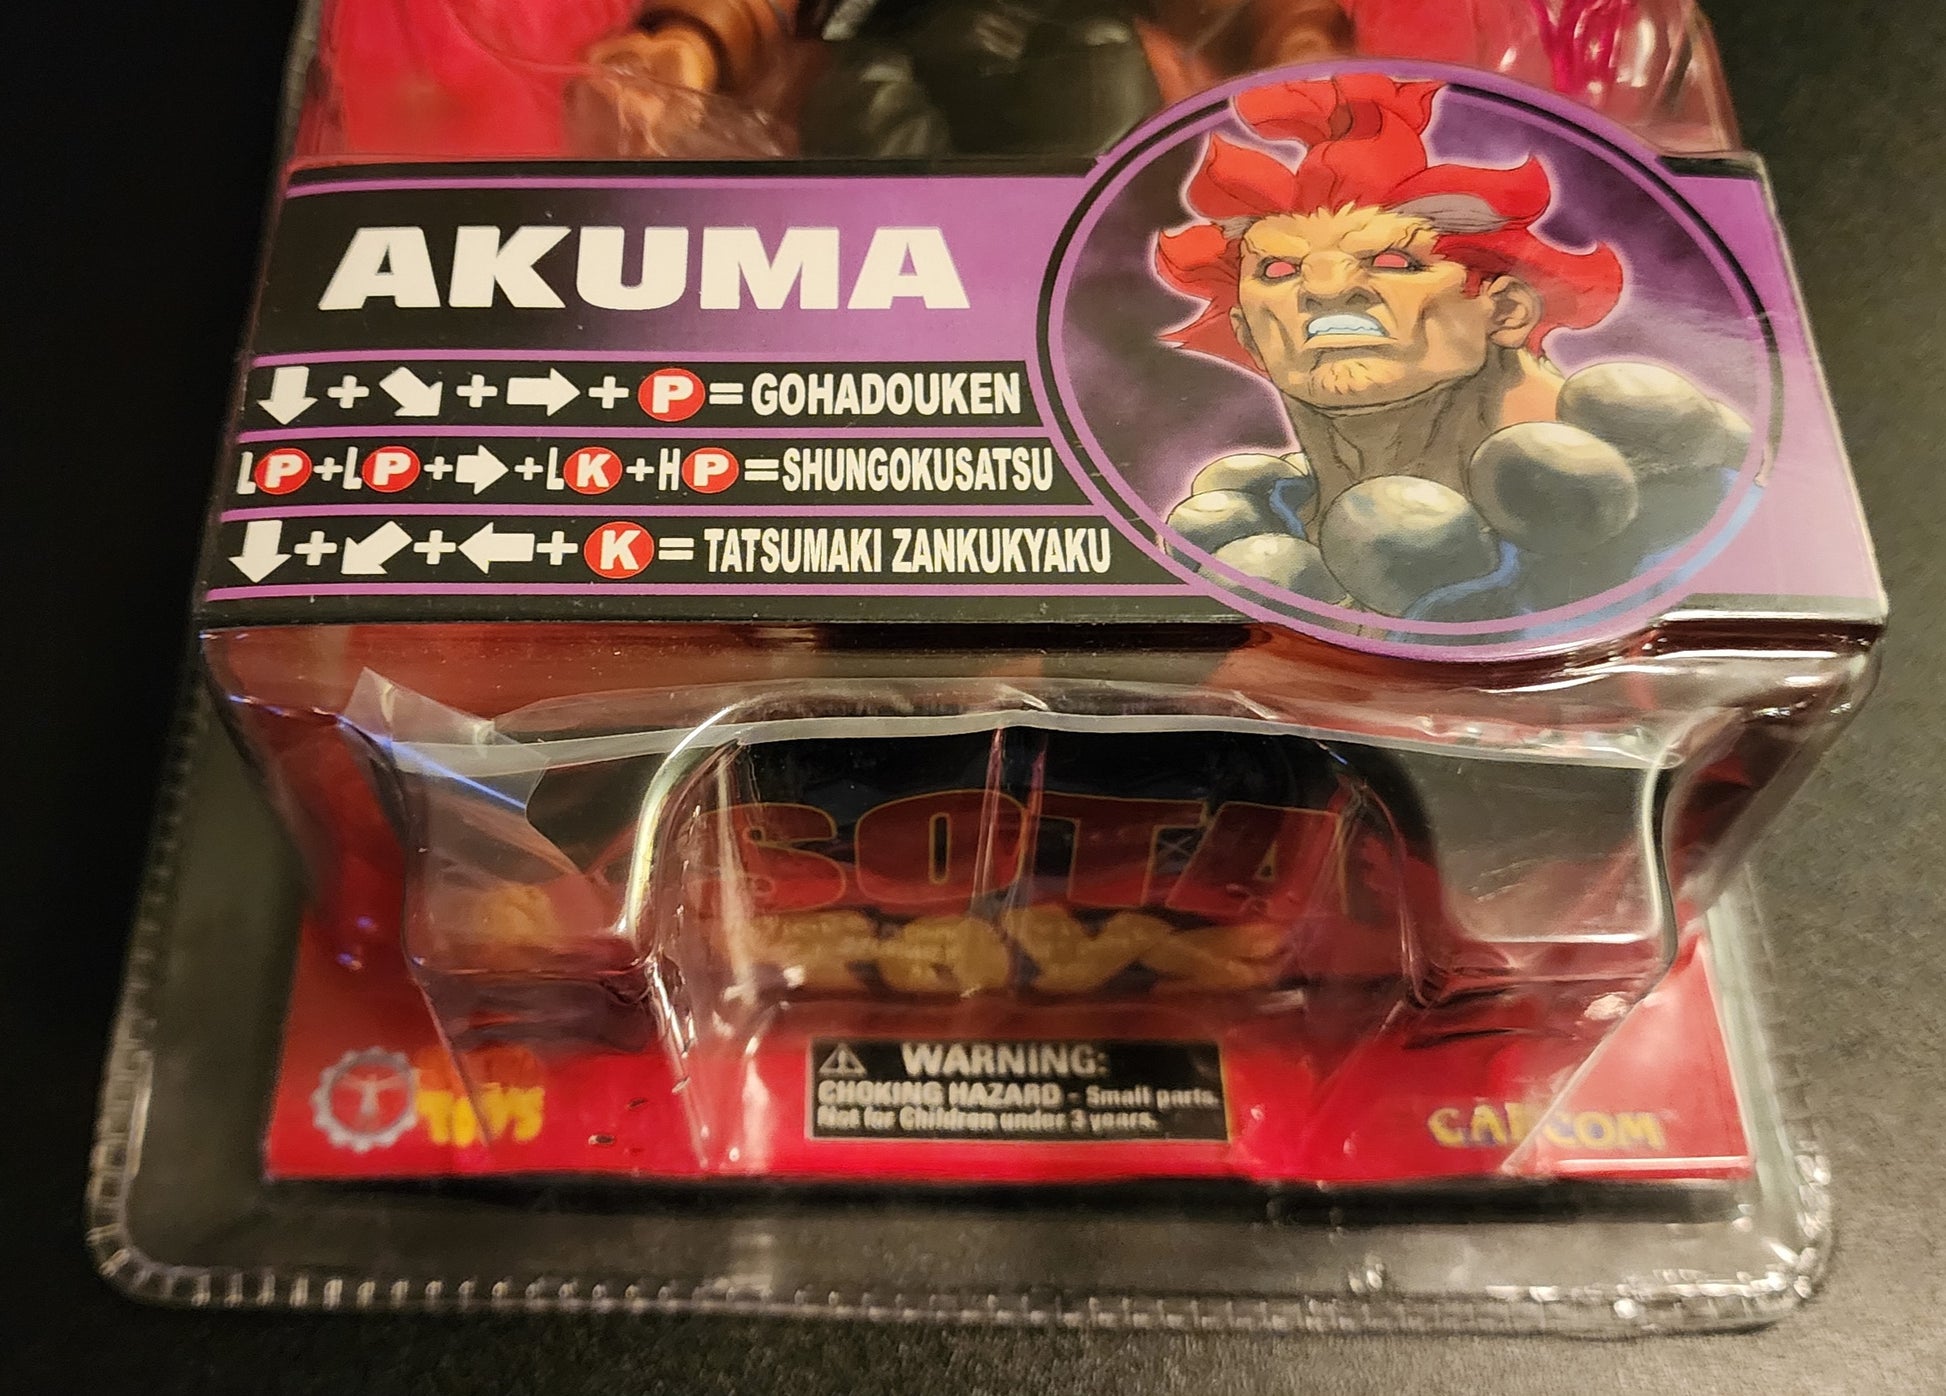 AKUMA
⬇+⬊+➡+P=GOHADOUKEN
LP+LP+➡+LK+HP=SHUNGOKUSATSU
⬇+⬋+⬅+K=TATSUMAKI ZANKUKYAKU
SOTA
WARNING:
CHOKING HAZARD - Small parts.
Not for Children under 3 years.
TOYS
CAPCOM